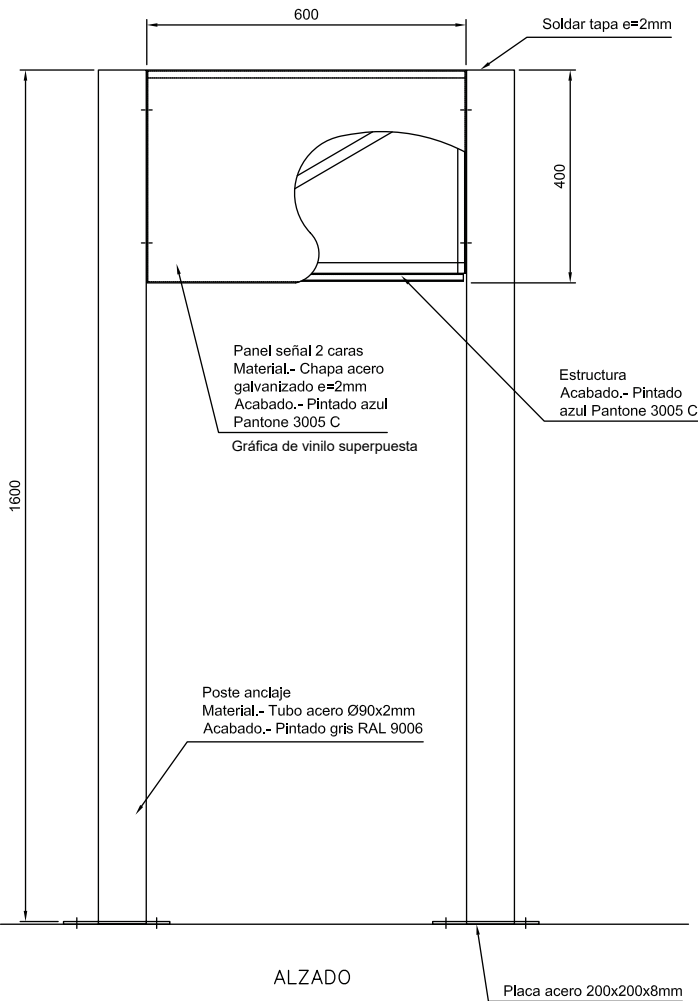 600
Soldar tapa e=2mm
400
Panel señal 2 caras
Material.- Chapa acero
galvanizado e=2mm
Acabado.- Pintado azul
Pantone 3005 C
Gráfica de vinilo superpuesta
Estructura
Acabado.- Pintado
azul Pantone 3005 C
1600
Poste anclaje
Material.- Tubo acero Ø90x2mm
Acabado.- Pintado gris RAL 9006
ALZADO
Placa acero 200x200x8mm